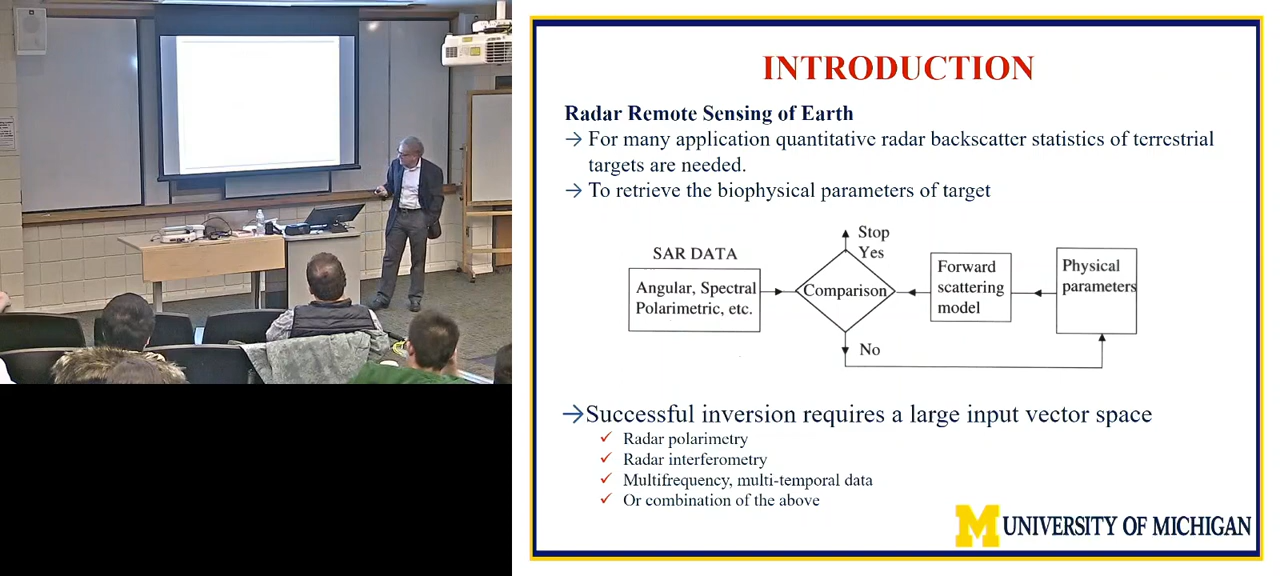 INTRODUCTION
Radar Remote Sensing of Earth
→ For many application quantitative radar backscatter statistics of terrestrial
targets are needed.
→ To retrieve the biophysical parameters of target
Stop
Yes
SAR DATA
Angular, Spectral
Polarimetric, etc.
Comparison
Forward
scattering
model
Physical
parameters
No
→Successful inversion requires a large input vector space
✓ Radar polarimetry
✓ Radar interferometry
✓ Multifrequency, multi-temporal data
✓ Or combination of the above
M UNIVERSITY OF MICHIGAN